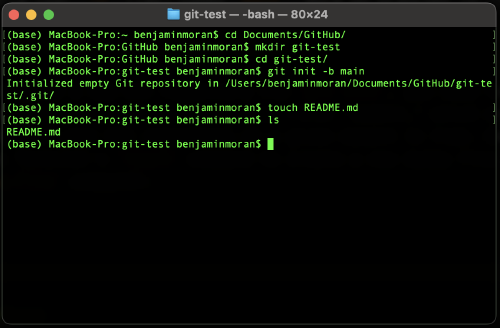 git-test — -bash — 80×24
(base) MacBook-Pro:~ benjaminmoran$ cd Documents/GitHub/
(base) MacBook-Pro:GitHub benjaminmoran$ mkdir git-test
(base) MacBook-Pro:GitHub benjaminmoran$ cd git-test/
(base) MacBook-Pro:git-test benjaminmoran$ git init -b main
Initialized empty Git repository in /Users/benjaminmoran/Documents/GitHub/git-te
st/.git/
(base) MacBook-Pro:git-test benjaminmoran$ touch README.md
(base) MacBook-Pro:git-test benjaminmoran$ ls
README.md
(base) MacBook-Pro:git-test benjaminmoran$